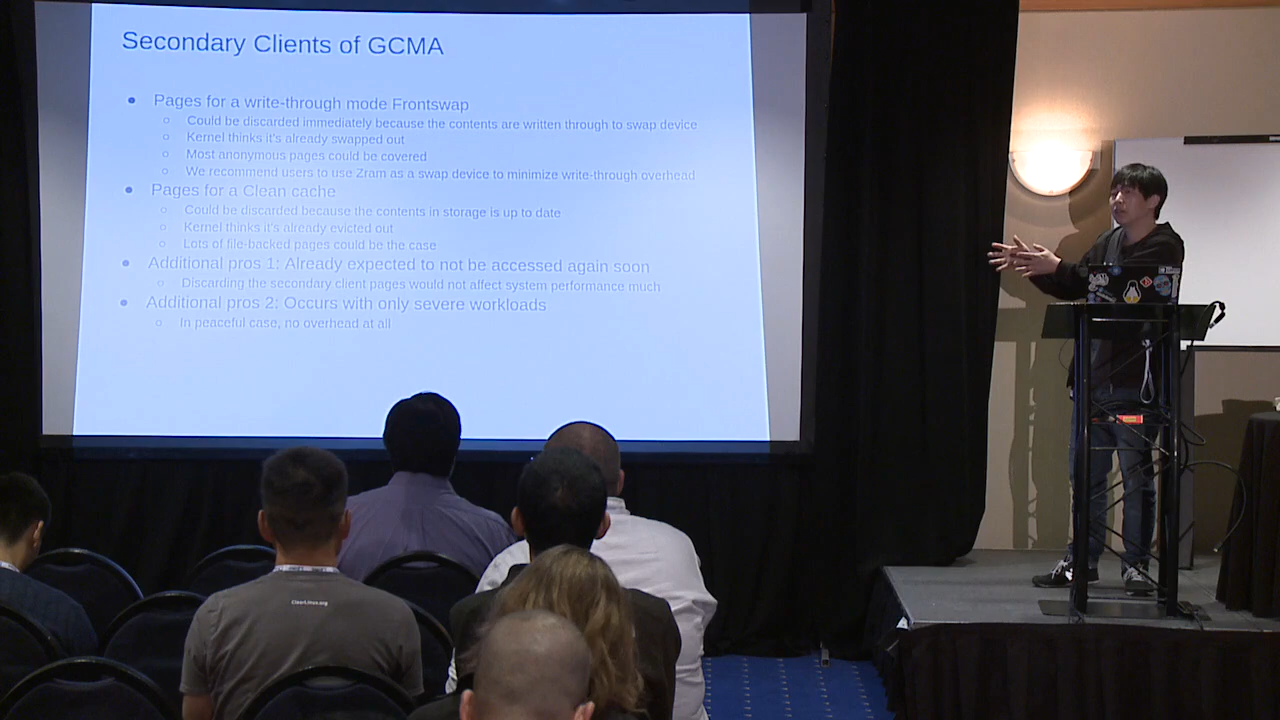 Secondary Clients of GCMA
● Pages for a write-through mode Frontswap
○ Could be discarded immediately because the contents are written through to swap device
○ Kernel thinks it's already swapped out
○ Most anonymous pages could be covered
○ We recommend users to use Zram as a swap device to minimize write-through overhead
● Pages for a Clean cache
○ Could be discarded because the contents in storage is up to date
○ Kernel thinks it's already evicted out
○ Lots of file-backed pages could be the case
● Additional pros 1: Already expected to not be accessed again soon
○ Discarding the secondary client pages would not affect system performance much
● Additional pros 2: Occurs with only severe workloads
○ In peaceful case, no overhead at all
ClearLinux.org